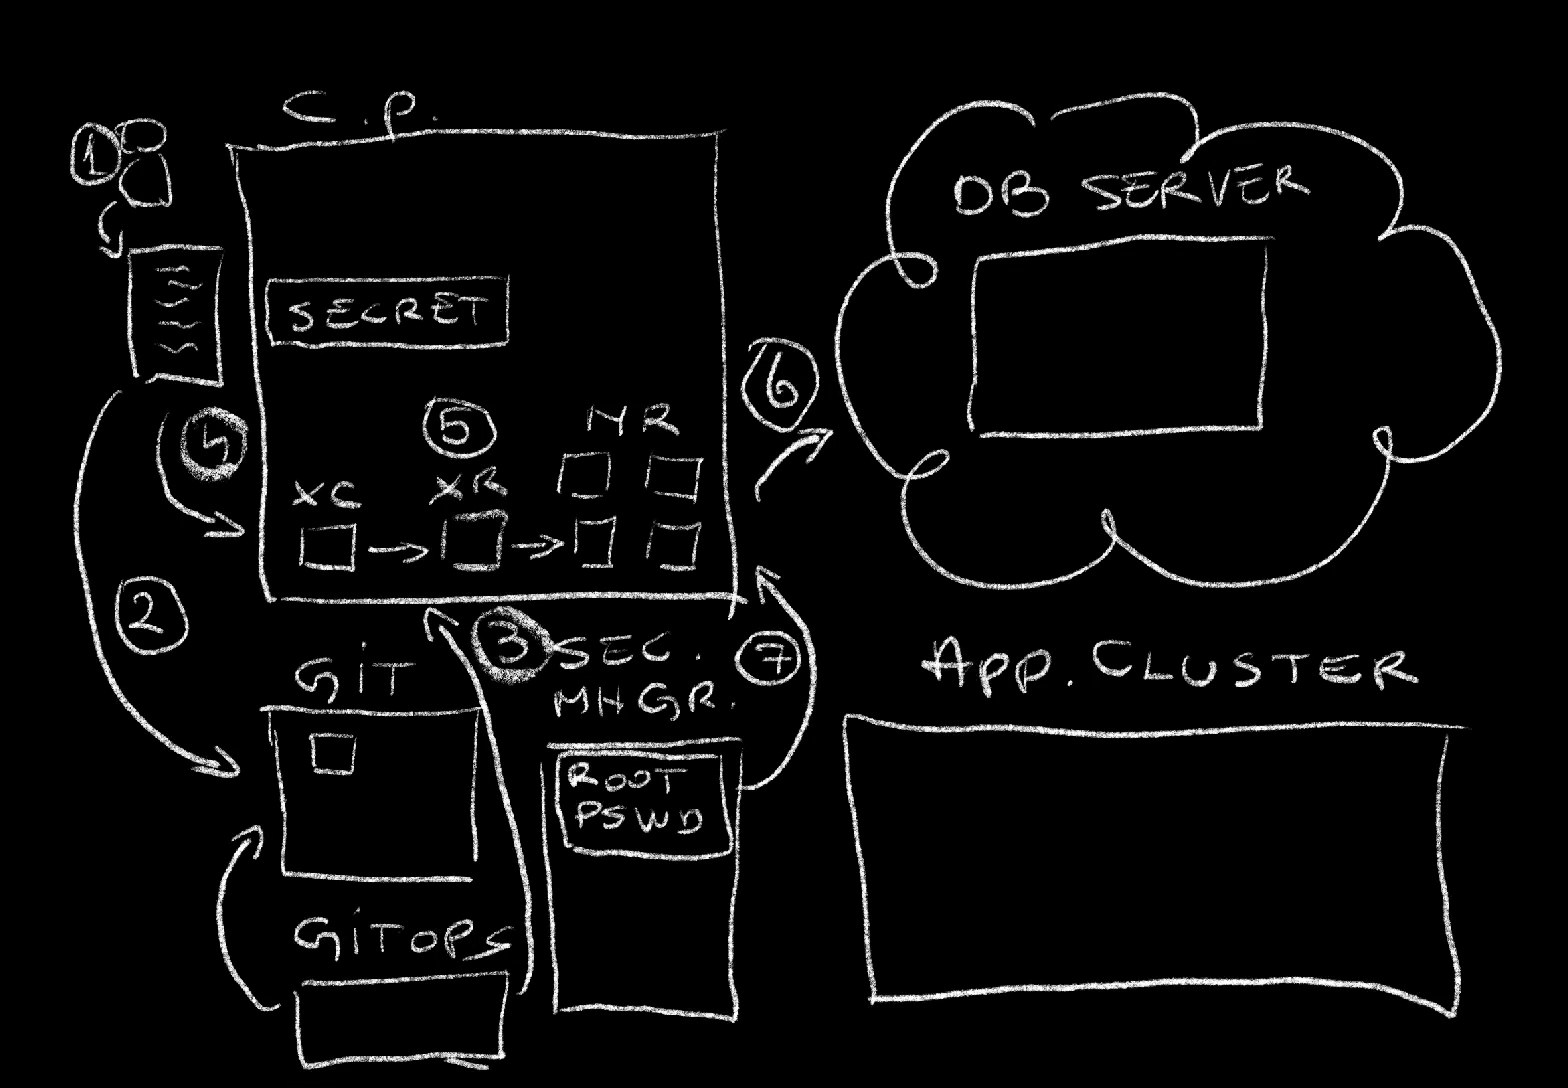 C.P.
1
DB SERVER
SECRET
6
4
5
MR
XC
XR
2
3
SEC.
MNGR.
7
GIT
APP. CLUSTER
ROOT
PSWD
GITOPS